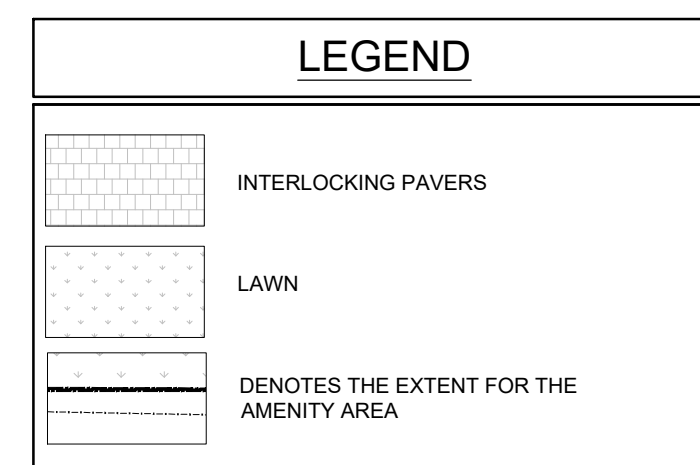 LEGEND
INTERLOCKING PAVERS
LAWN
DENOTES THE EXTENT FOR THE
AMENITY AREA